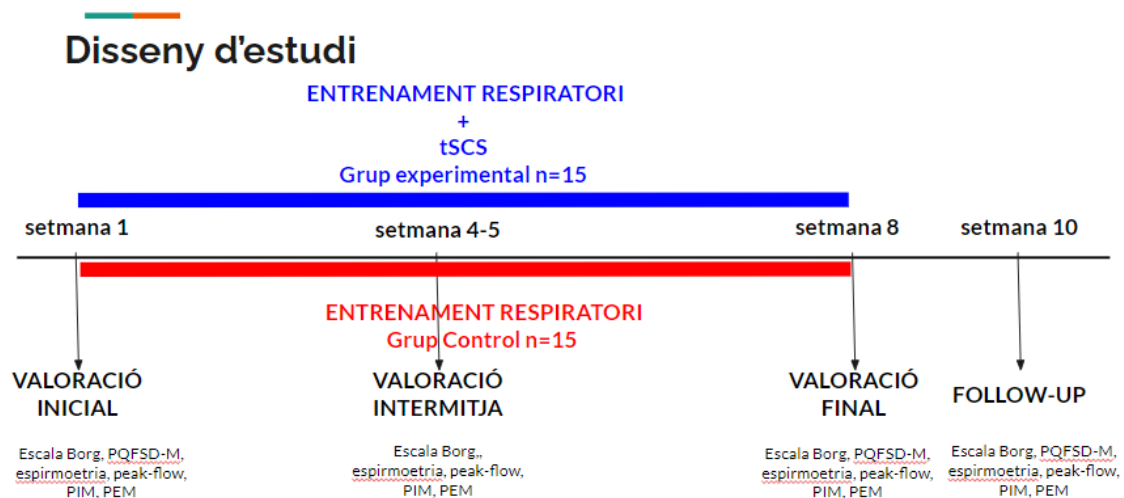 Disseny d'estudi
ENTRENAMENT RESPIRATORI
+
tSCS
Grup experimental n=15
setmana 1
setmana 4-5
setmana 8
setmana 10
ENTRENAMENT RESPIRATORI
Grup Control n=15
VALORACIÓ
INICIAL
VALORACIÓ
INTERMITJA
VALORACIÓ
FINAL
FOLLOW-UP
Escala Borg, PQFSD-M,
espirmoetria, peak-flow,
PIM, PEM
Escala Borg,,
espirmoetria, peak-flow,
PIM, PEM
Escala Borg, PQFSD-M,
espirmoetria, peak-flow,
PIM, PEM
Escala Borg, PQFSD-M,
espirmoetria, peak-flow,
PIM, PEM